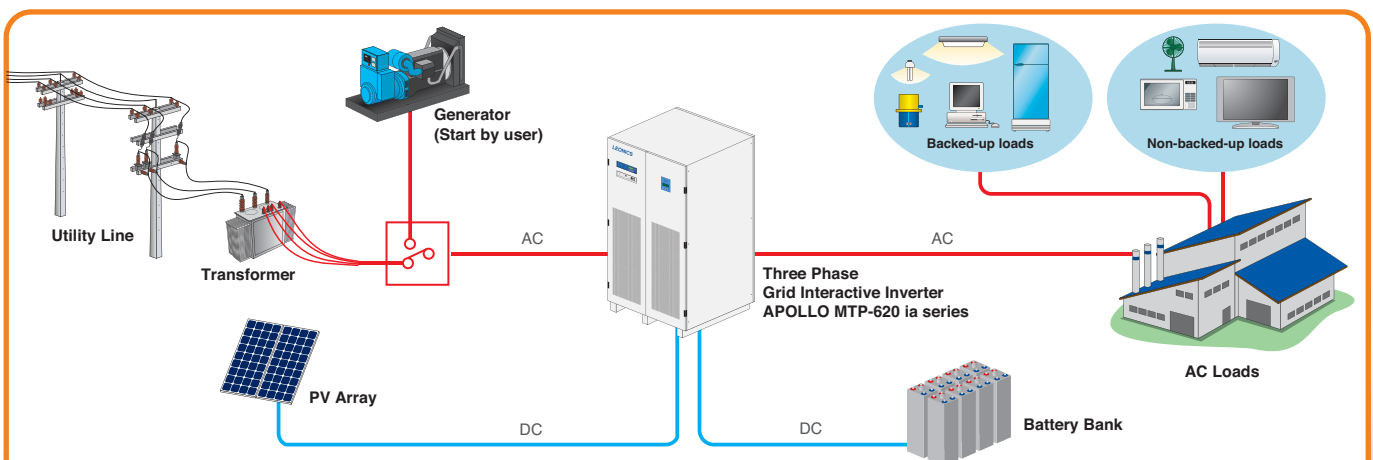 Generator
(Start by user)
LEONICS
Backed-up loads
Non-backed-up loads
Utility Line
Transformer
AC
AC
Three Phase
Grid Interactive Inverter
APOLLO MTP-620 ia series
AC Loads
PV Array
DC
DC
Battery Bank